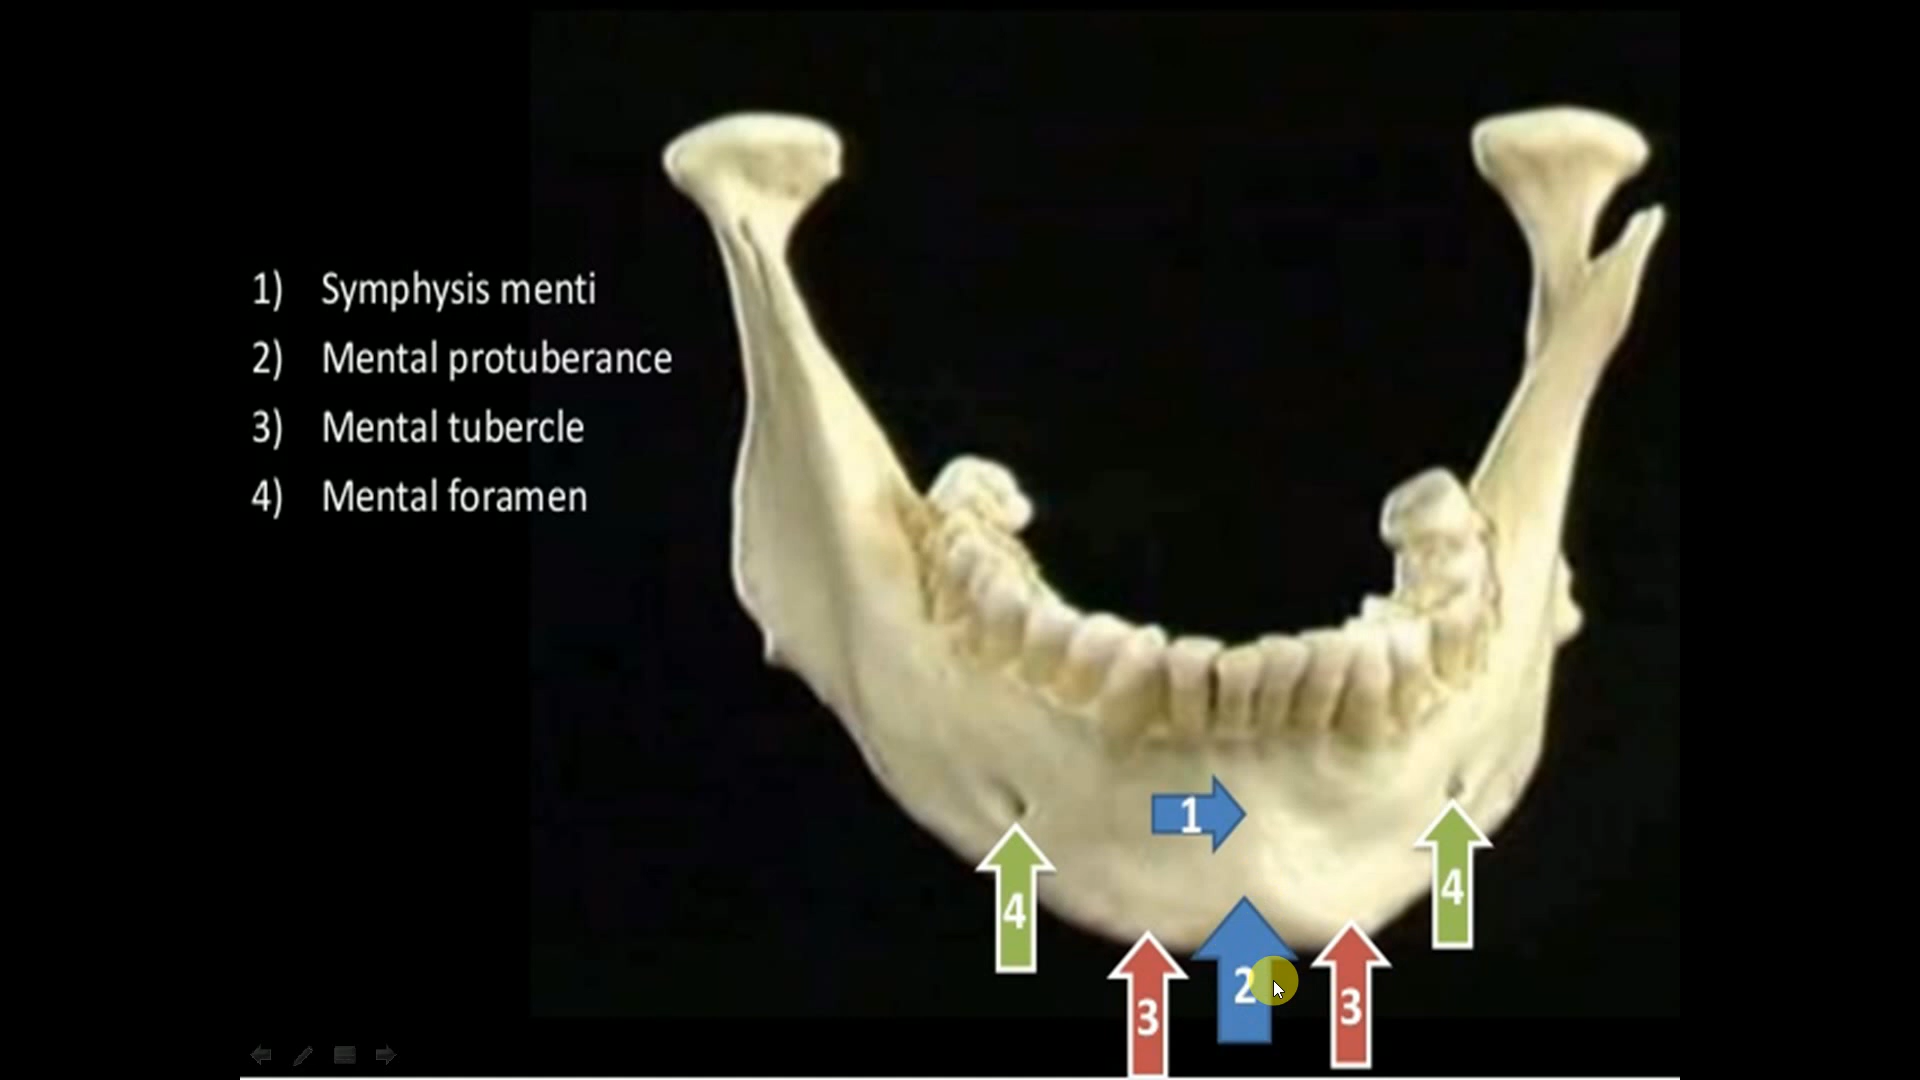 1) Symphysis menti
2) Mental protuberance
3) Mental tubercle
4) Mental foramen
1
4
4
2
3
3